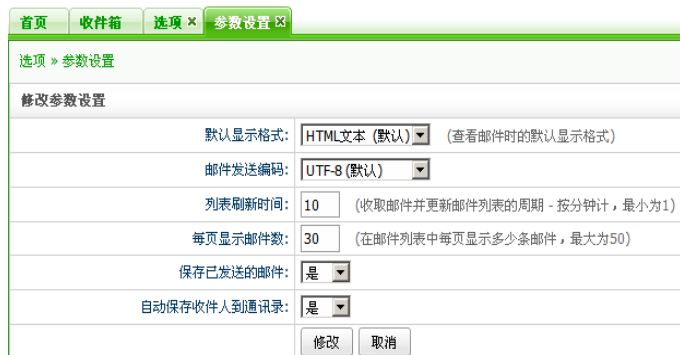 首页 收件箱 选项 参数设置
选项 » 参数设置
修改参数设置
默认显示格式: HTML文本 (默认) (查看邮件时的默认显示格式)
邮件发送编码: UTF-8 (默认)
列表刷新时间: 10 (收取邮件并更新邮件列表的周期 - 按分钟计，最小为1)
每页显示邮件数: 30 (在邮件列表中每页显示多少条邮件，最大为50)
保存已发送的邮件: 是
自动保存收件人到通讯录: 是
修改 取消